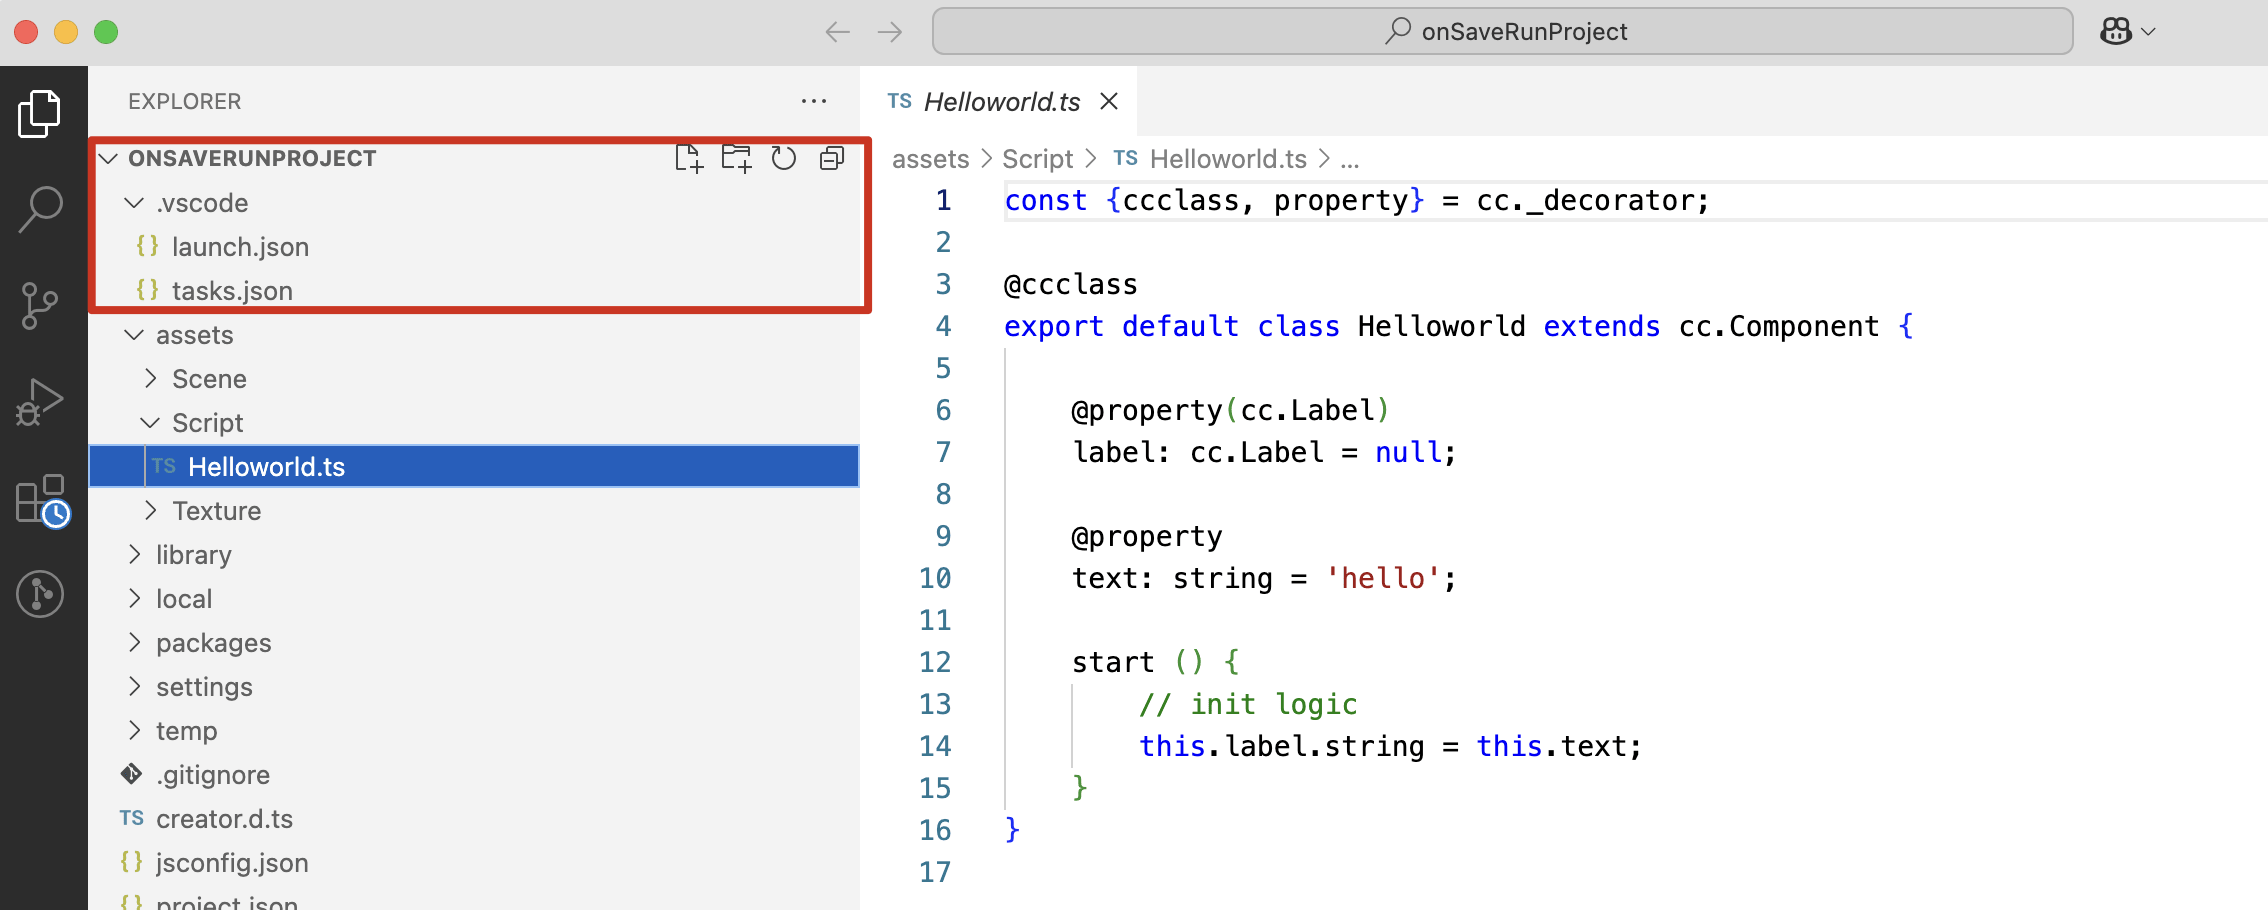 onSaveRunProject
EXPLORER
ONSAVERUNPROJECT
.vscode
{} launch.json
{} tasks.json
assets
Scene
Script
TS Helloworld.ts
Texture
library
local
packages
settings
temp
.gitignore
TS creator.d.ts
{} jsconfig.json
{} project.json
TS Helloworld.ts
assets > Script > TS Helloworld.ts > ...
1 const {ccclass, property} = cc._decorator;
2
3 @ccclass
4 export default class Helloworld extends cc.Component {
5
6 @property(cc.Label)
7 label: cc.Label = null;
8
9 @property
10 text: string = 'hello';
11
12 start () {
13 // init logic
14 this.label.string = this.text;
15 }
16 }
17